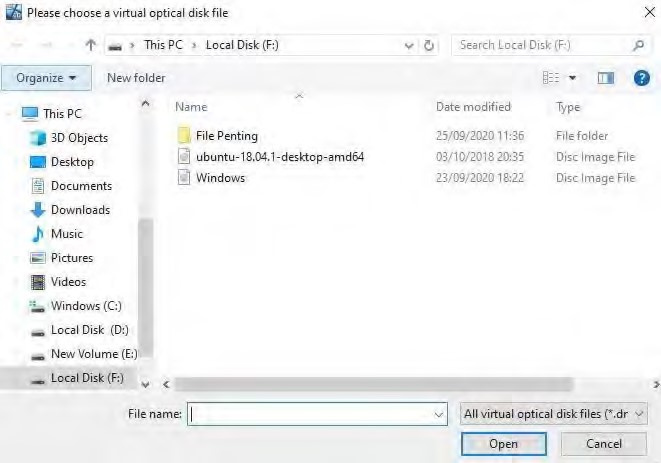 Please choose a virtual optical disk file
This PC > Local Disk (F:)
Search Local Disk (F:)
Organize
New folder
Name Date modified Type
File Penting 25/09/2020 11:36 File folder
ubuntu-18.04.1-desktop-amd64 03/10/2018 20:35 Disc Image File
Windows 23/09/2020 18:22 Disc Image File
This PC
3D Objects
Desktop
Documents
Downloads
Music
Pictures
Videos
Windows (C:)
Local Disk (D:)
New Volume (E:)
Local Disk (F:)
File name:
All virtual optical disk files (*.dr
Open
Cancel